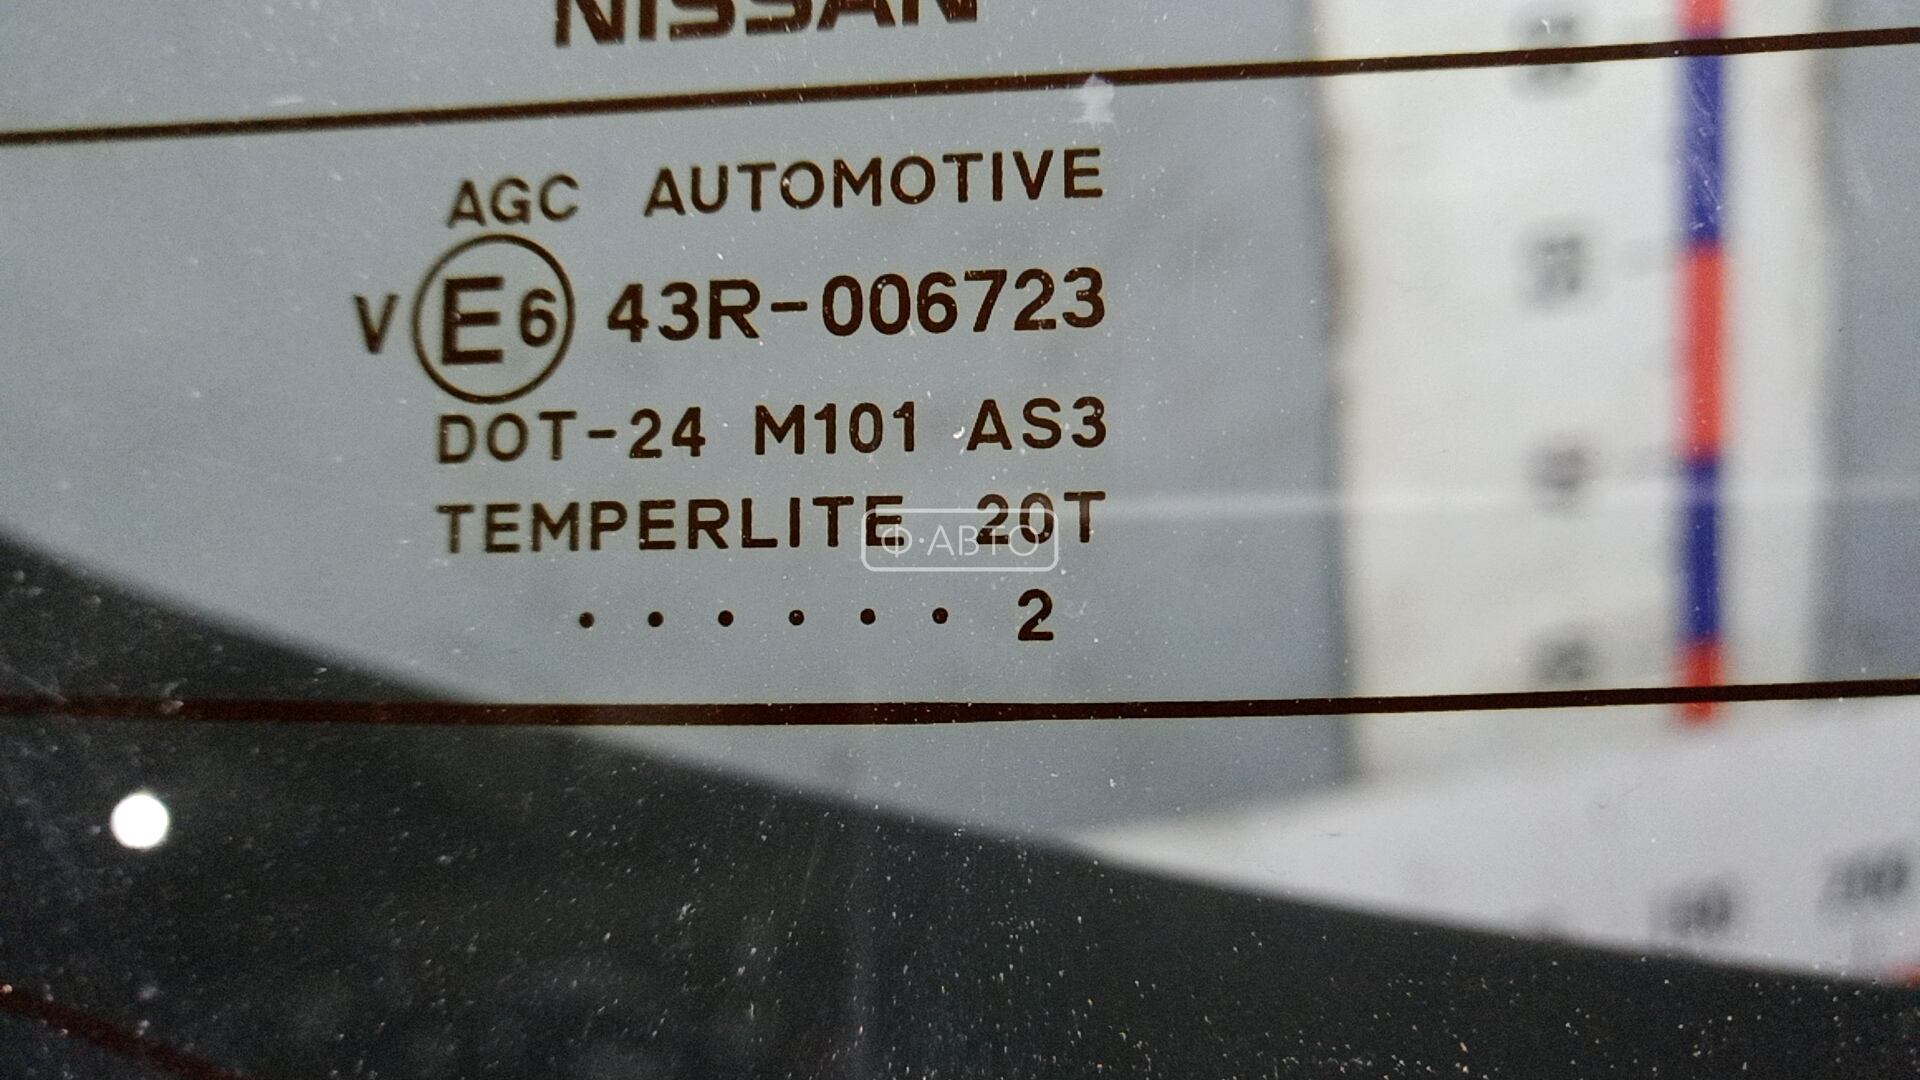 NISSAN
AGC AUTOMOTIVE
V E6 43R-006723
DOT-24 M101 AS3
TEMPERLITE 20T
Ф·АВТО
. . . . . . 2